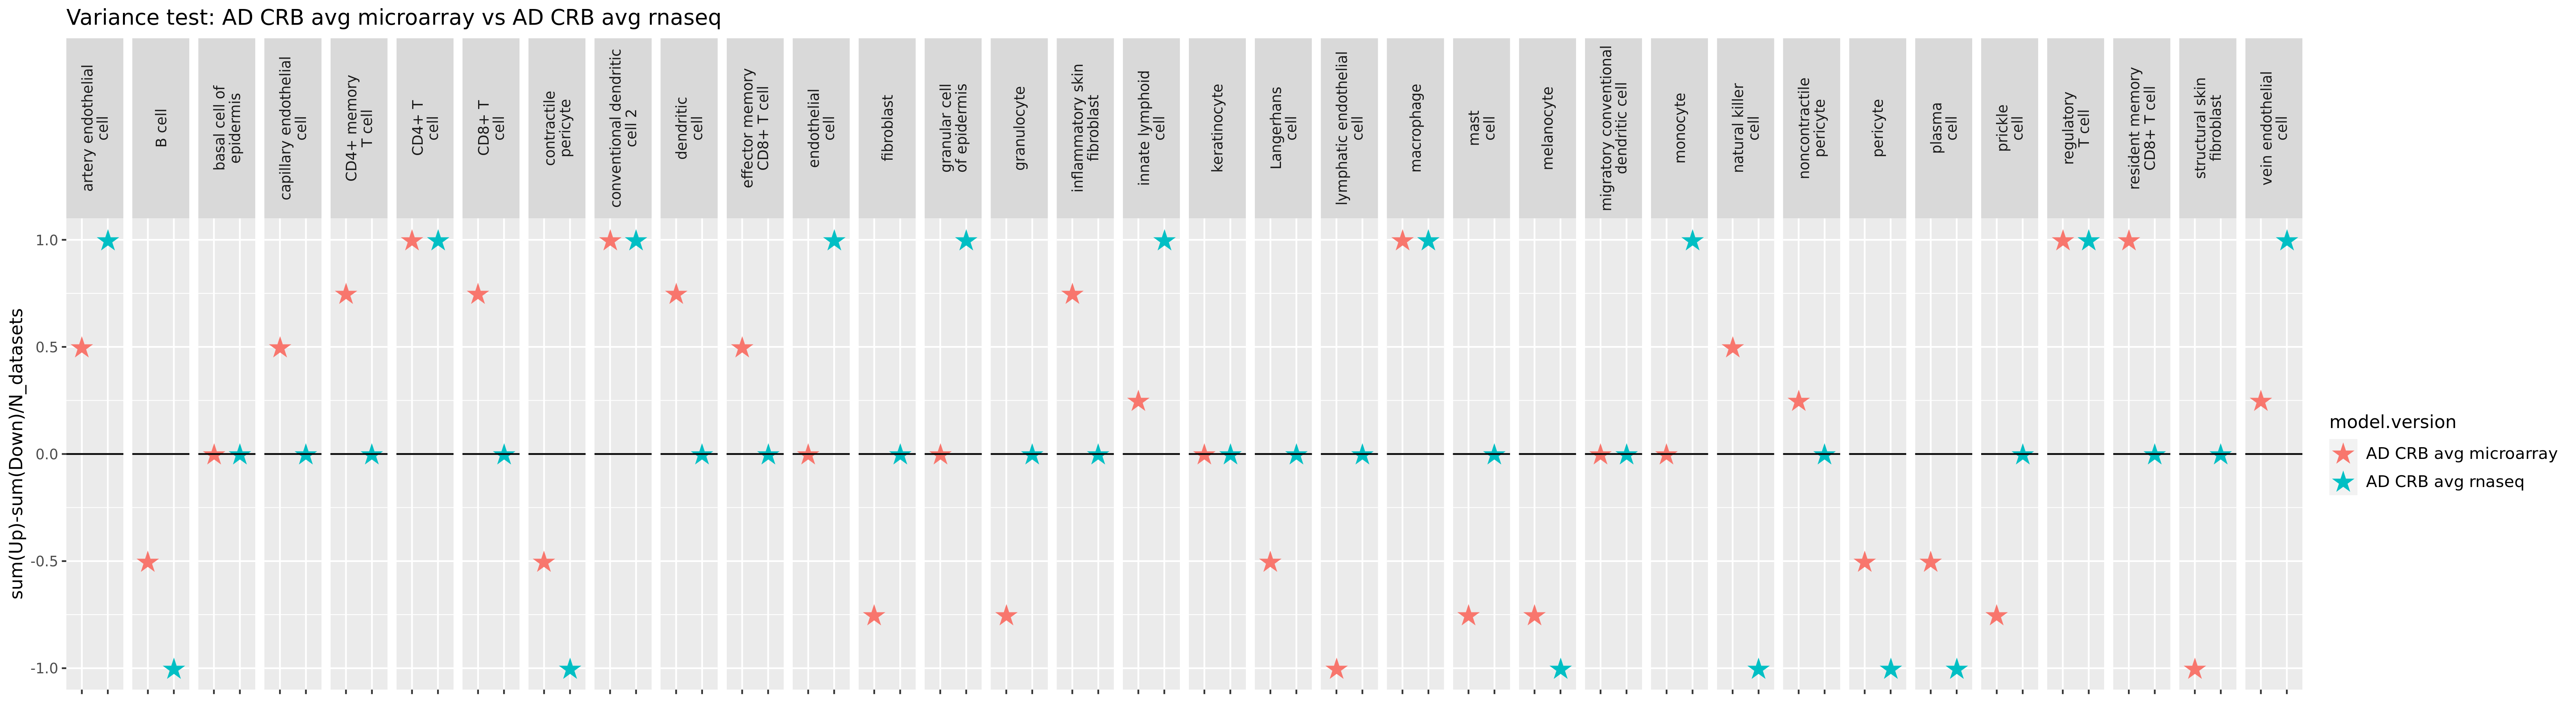 Variance test: AD CRB avg microarray vs AD CRB avg rnaseq
artery endothelial
cell
B cell
basal cell of
epidermis
capillary endothelial
cell
CD4+ memory
T cell
CD4+ T
cell
CD8+ T
cell
contractile
pericyte
conventional dendritic
cell 2
dendritic
cell
effector memory
CD8+ T cell
endothelial
cell
fibroblast
granular cell
of epidermis
granulocyte
inflammatory skin
fibroblast
innate lymphoid
cell
keratinocyte
Langerhans
cell
lymphatic endothelial
cell
macrophage
mast
cell
melanocyte
migratory conventional
dendritic cell
monocyte
natural killer
cell
noncontractile
pericyte
pericyte
plasma
cell
prickle
cell
regulatory
T cell
resident memory
CD8+ T cell
structural skin
fibroblast
vein endothelial
cell
sum(Up)-sum(Down)/N_datasets
1.0
0.5
0.0
-0.5
-1.0
model.version
AD CRB avg microarray
AD CRB avg rnaseq